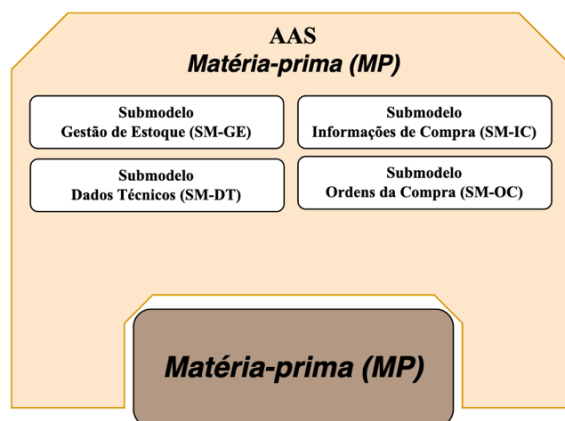 AAS
Matéria-prima (MP)
Submodelo
Gestão de Estoque (SM-GE)
Submodelo
Informações de Compra (SM-IC)
Submodelo
Dados Técnicos (SM-DT)
Submodelo
Ordens da Compra (SM-OC)
Matéria-prima (MP)